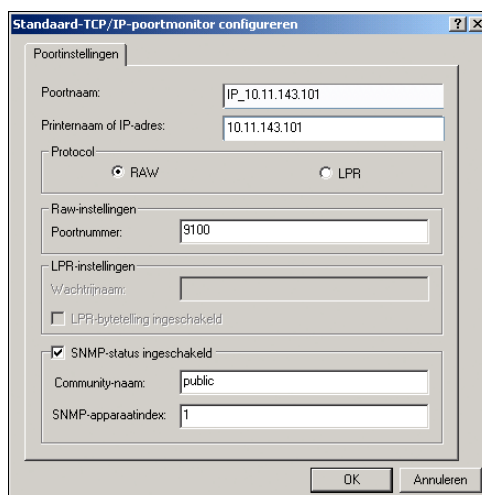 Standaard-TCP/IP-poortmonitor configureren
Poortinstellingen
Poortnaam: IP_10.11.143.101
Printernaam of IP-adres: 10.11.143.101
Protocol
RAW LPR
Raw-instellingen
Poortnummer: 9100
LPR-instellingen
Wachtrijnaam:
LPR-bytetelling ingeschakeld
SNMP-status ingeschakeld
Community-naam: public
SNMP-apparaatindex: 1
OK Annuleren